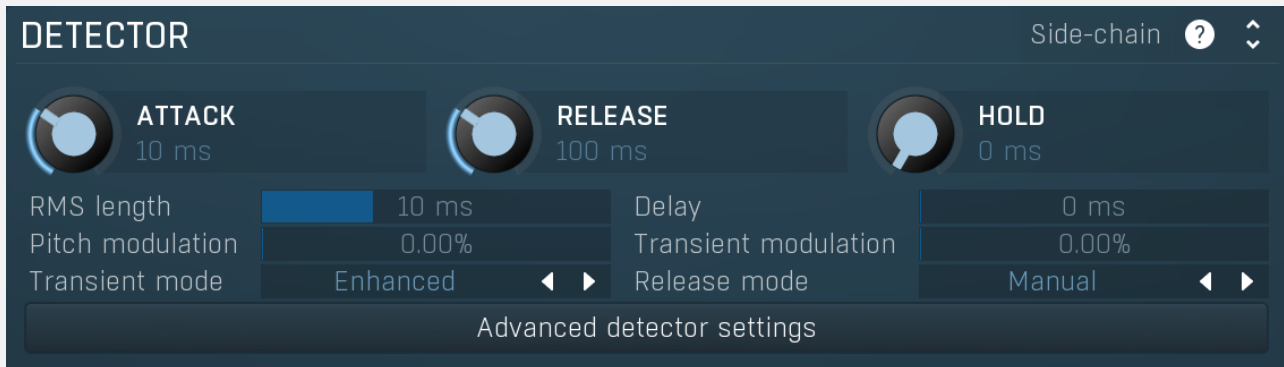 DETECTOR Side-chain ?
ATTACK RELEASE HOLD
10 ms 100 ms 0 ms
RMS length 10 ms Delay 0 ms
Pitch modulation 0.00% Transient modulation 0.00%
Transient mode Enhanced Release mode Manual
Advanced detector settings